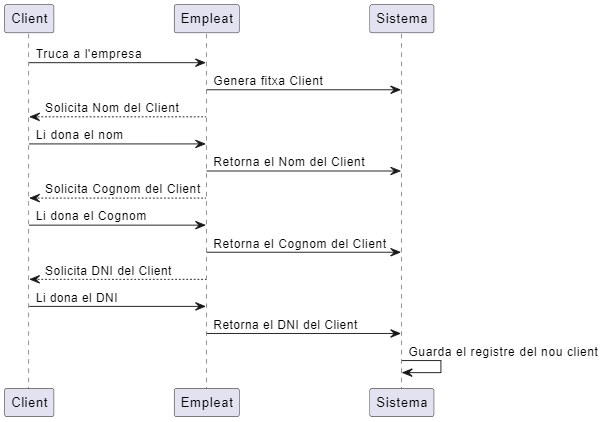 Client Empleat Sistema
Truca a l'empresa
Genera fitxa Client
Solicita Nom del Client
Li dona el nom
Retorna el Nom del Client
Solicita Cognom del Client
Li dona el Cognom
Retorna el Cognom del Client
Solicita DNI del Client
Li dona el DNI
Retorna el DNI del Client
Guarda el registre del nou client
Client Empleat Sistema